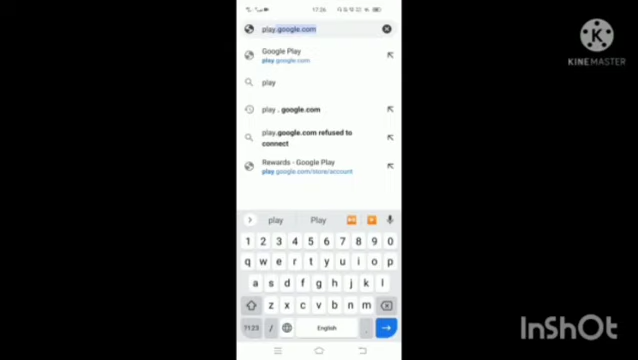 17:26
play.google.com
KINEMASTER
Google Play
play.google.com
play
play . google.com
play.google.com refused to
connect
Rewards - Google Play
play.google.com/store/account
play Play
1 2 3 4 5 6 7 8 9 0
q w e r t y u i o p
a s d f g h j k l
z x c v b n m
?123 / English .
InShOt